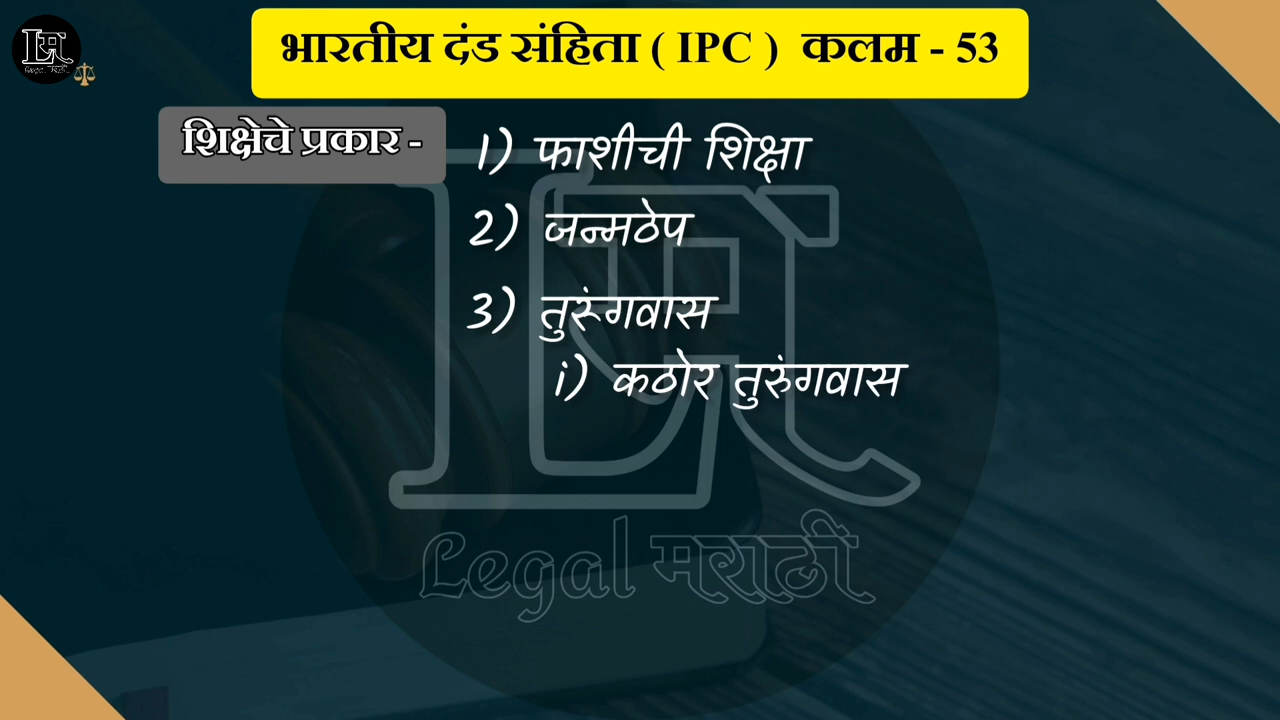 भारतीय दंड संहिता ( IPC ) कलम - 53
शिक्षेचे प्रकार -
1) फाशीची शिक्षा
2) जन्मठेप
3) तुरूंगवास
i) कठोर तुरुंगवास
Legal मराठी